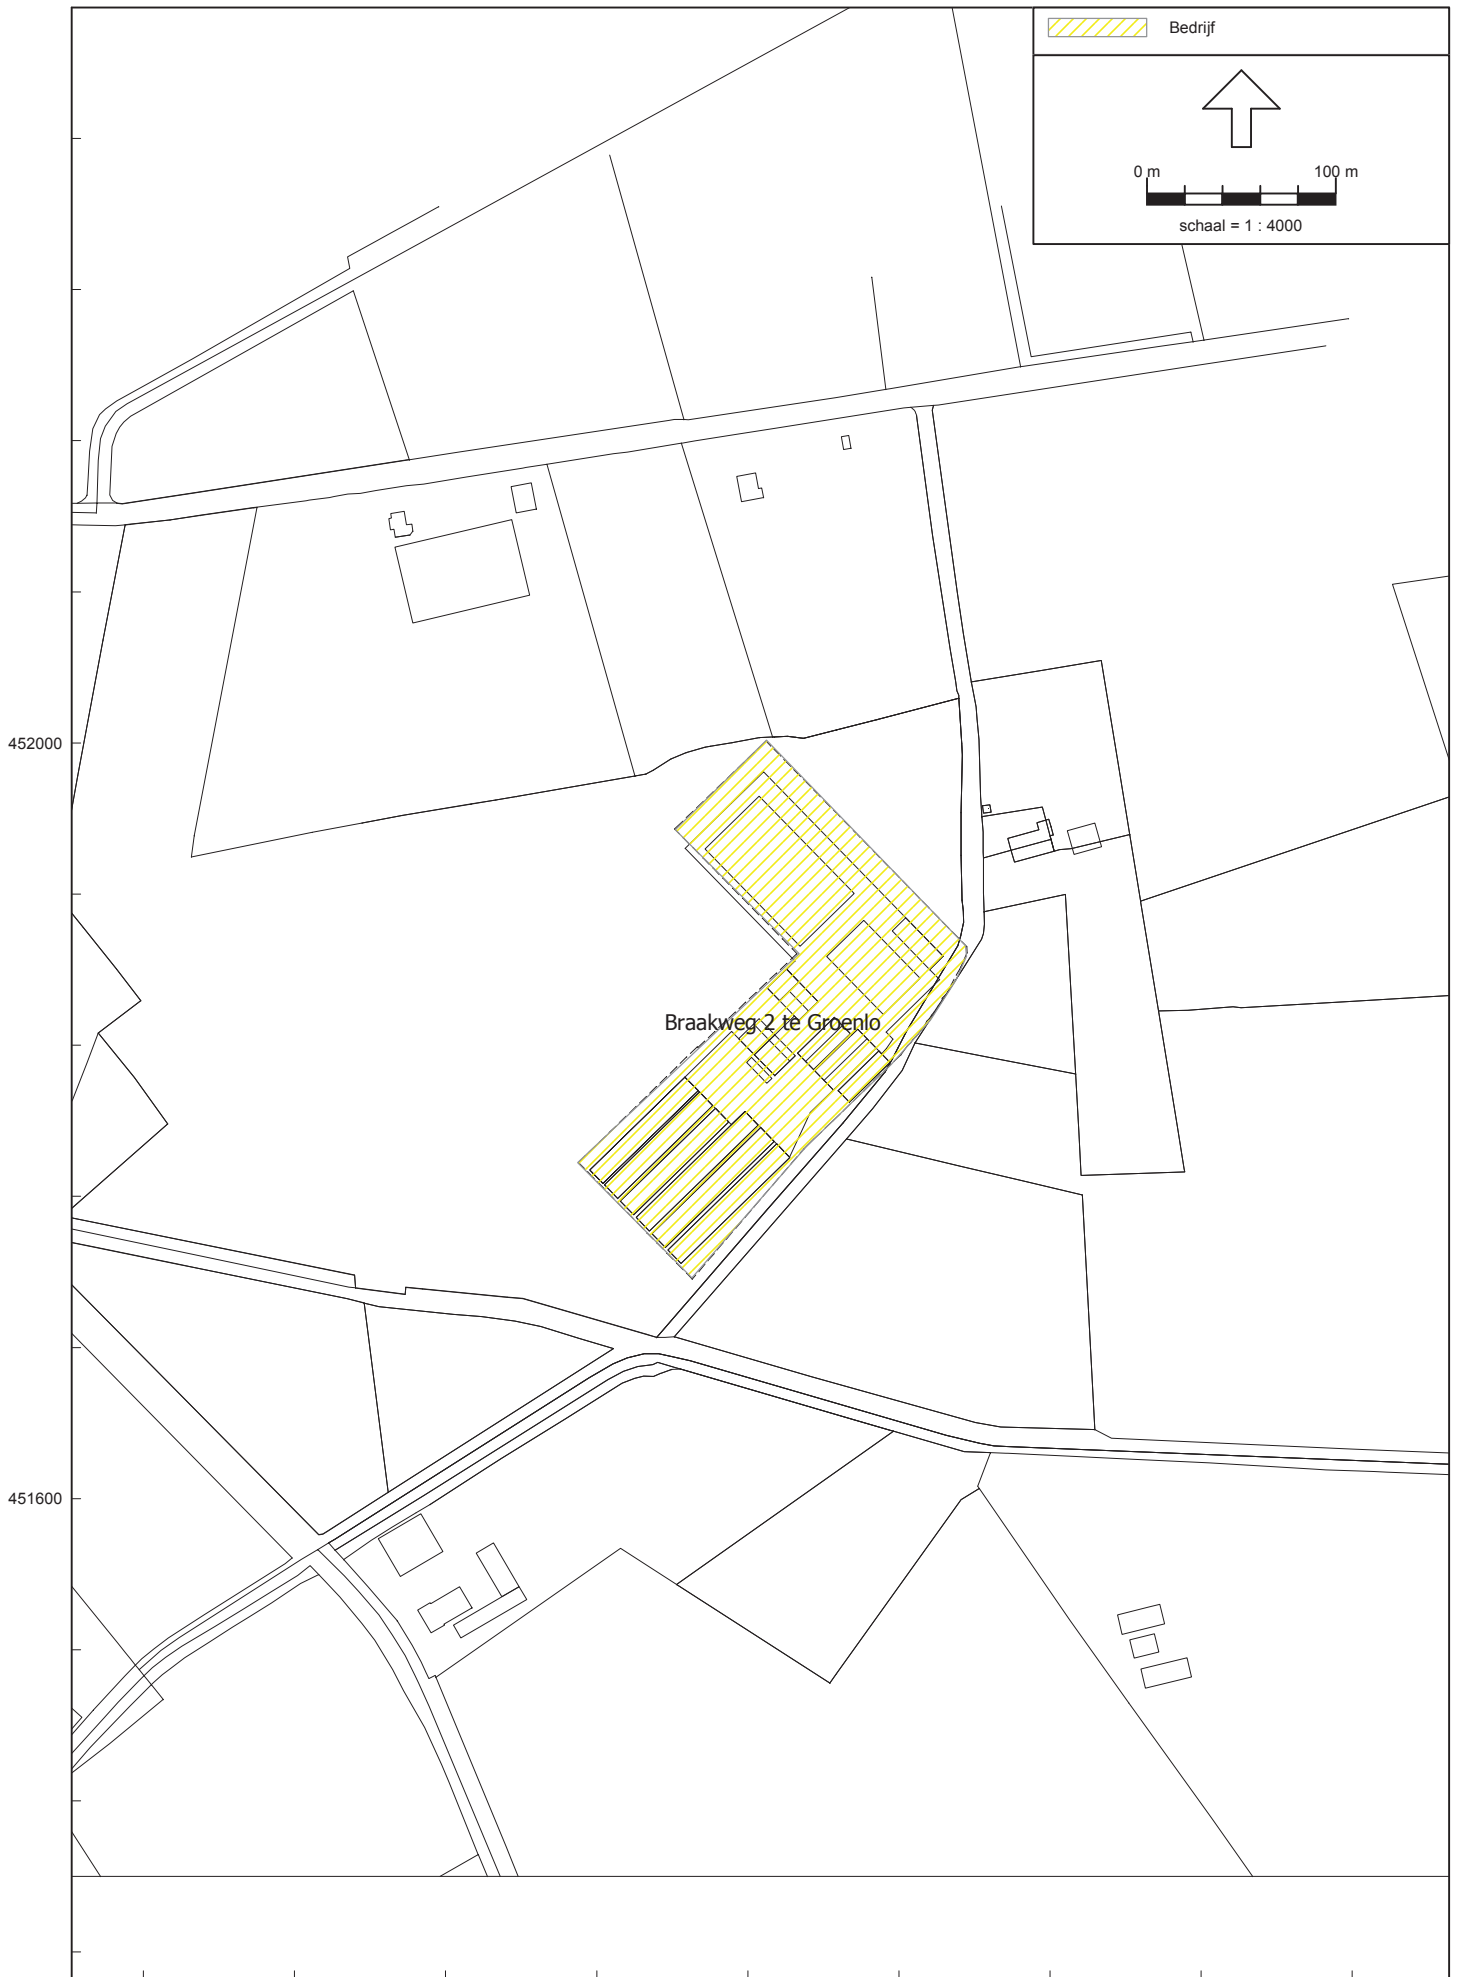 Bedrijf
0 m 100 m
schaal = 1 : 4000
452000
Braakweg 2 te Groenlo
451600